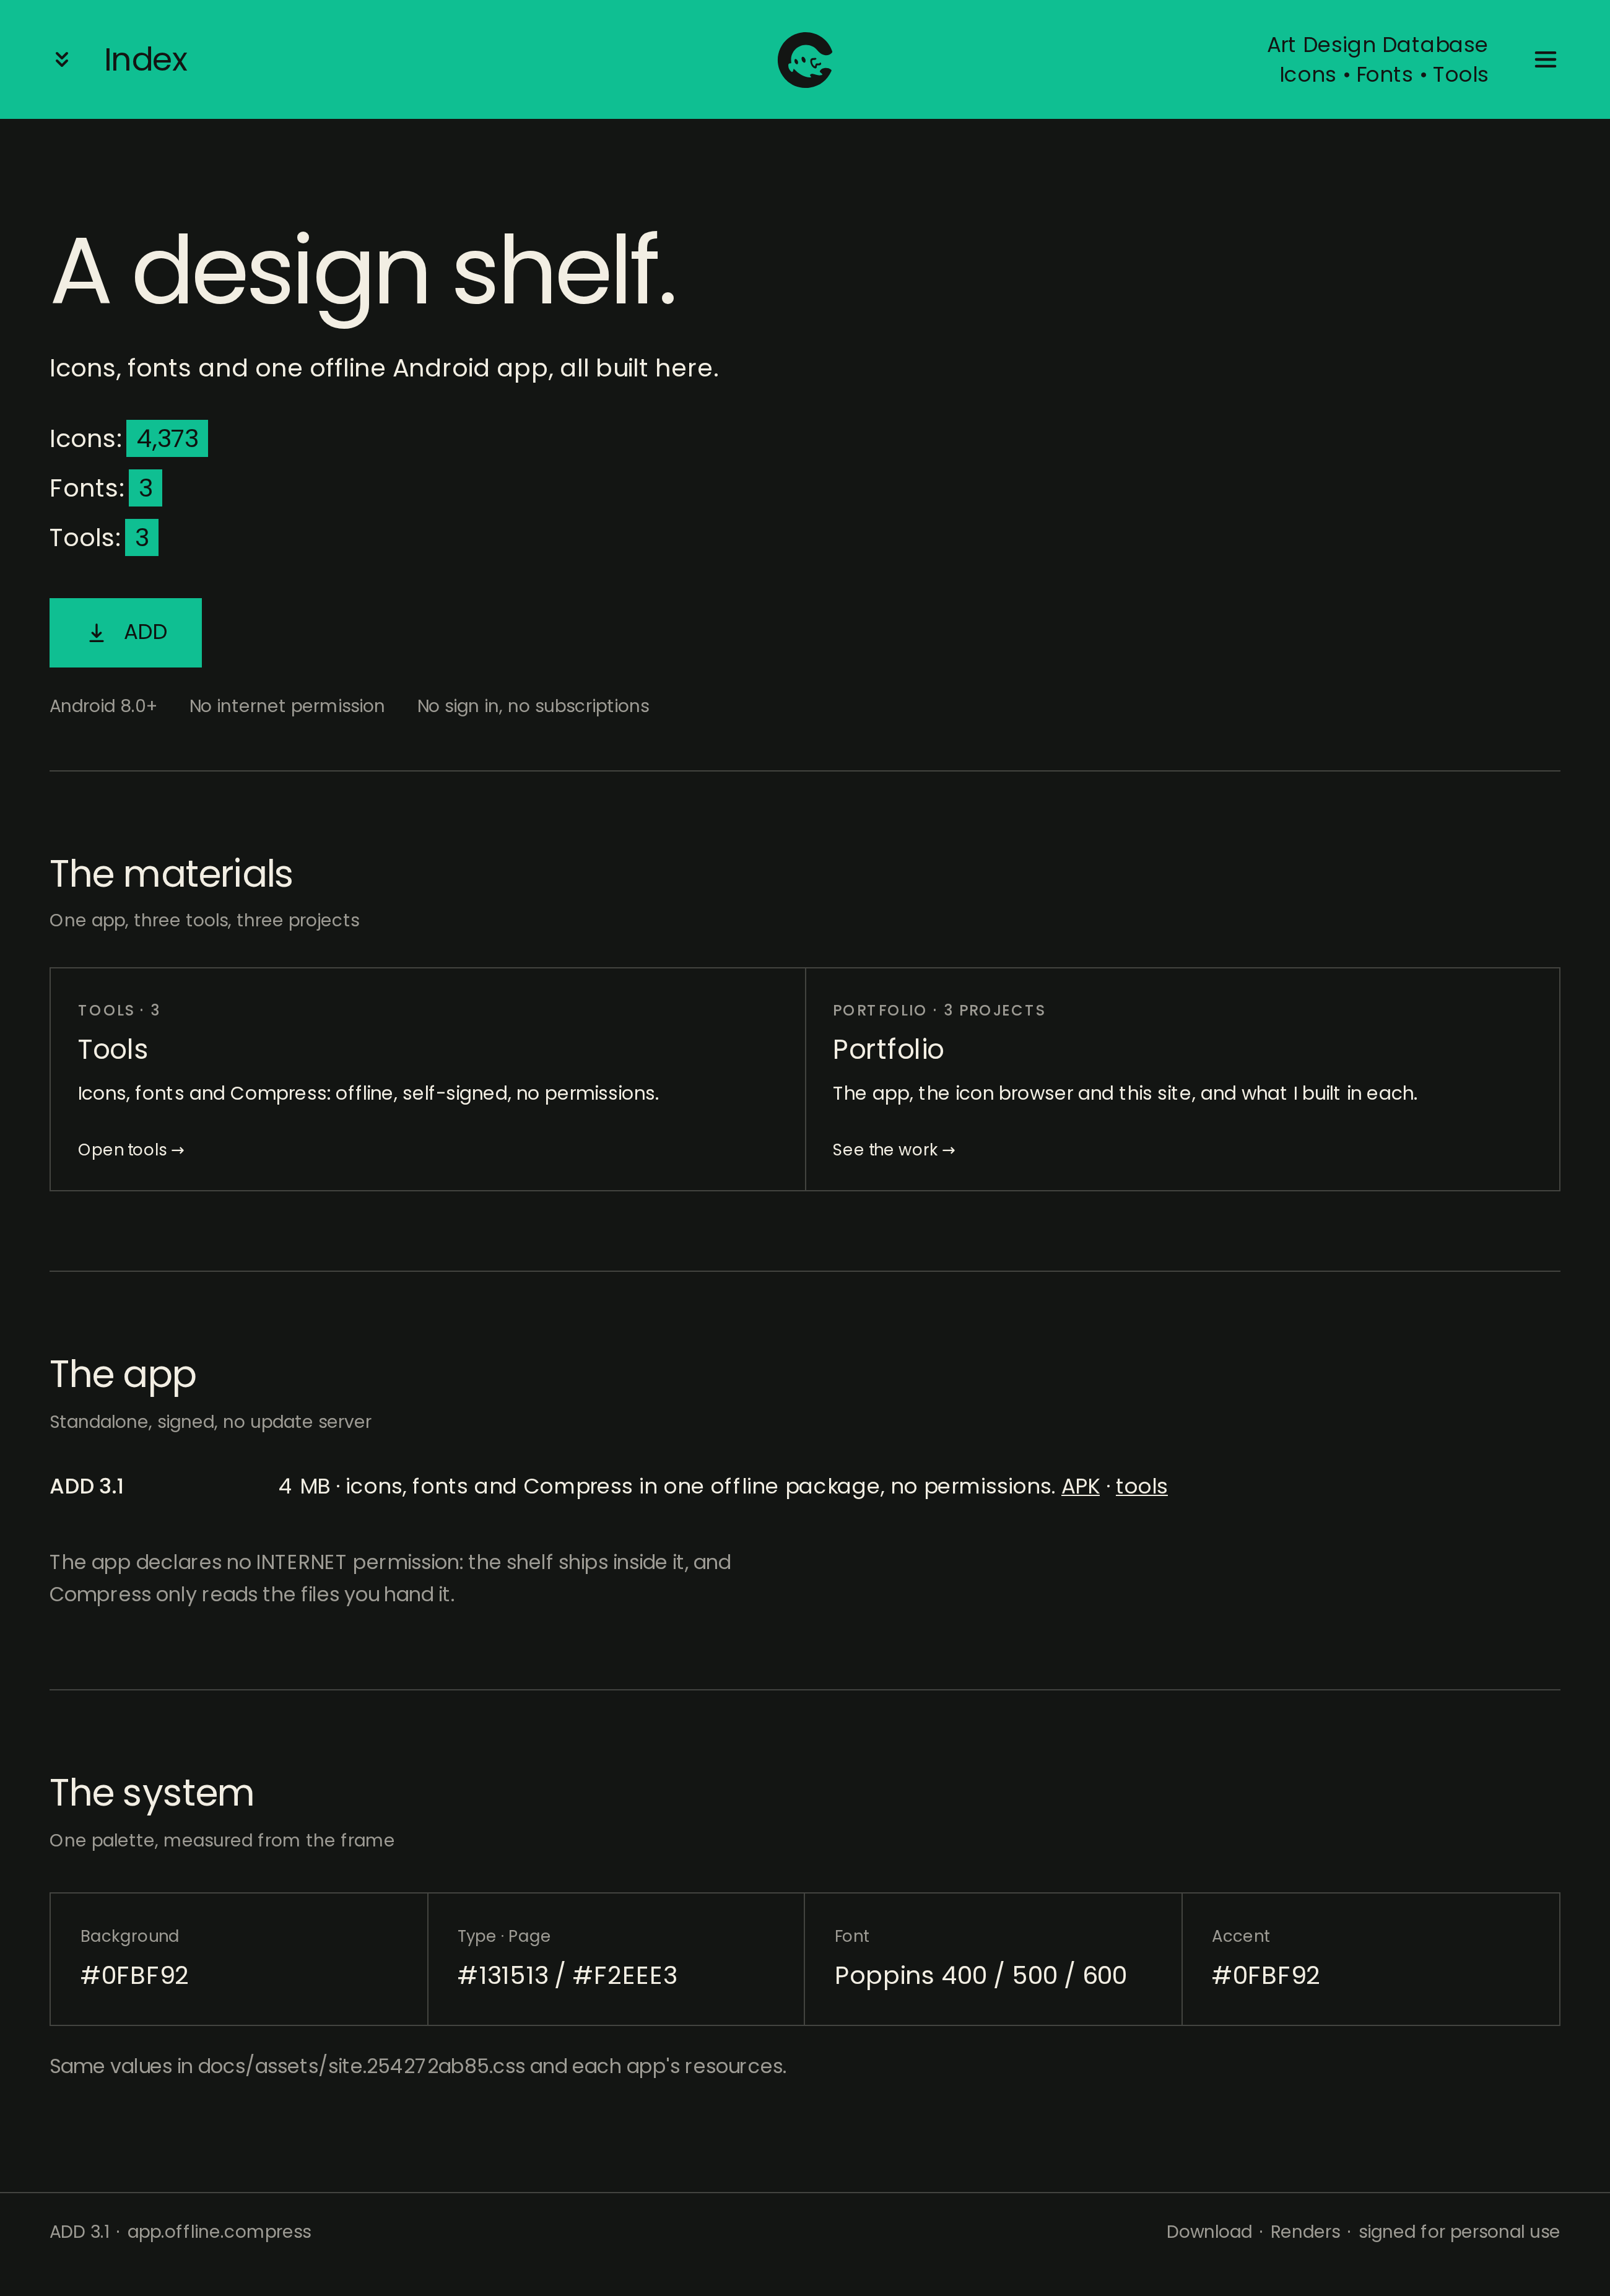 Index
Art Design Database
Icons • Fonts • Tools
A design shelf.
Icons, fonts and one offline Android app, all built here.
Icons: 4,373
Fonts: 3
Tools: 3
ADD
Android 8.0+ No internet permission No sign in, no subscriptions
The materials
One app, three tools, three projects
TOOLS · 3
Tools
Icons, fonts and Compress: offline, self-signed, no permissions.
Open tools →
PORTFOLIO · 3 PROJECTS
Portfolio
The app, the icon browser and this site, and what I built in each.
See the work →
The app
Standalone, signed, no update server
ADD 3.1 4 MB · icons, fonts and Compress in one offline package, no permissions. APK · tools
The app declares no INTERNET permission: the shelf ships inside it, and
Compress only reads the files you hand it.
The system
One palette, measured from the frame
Background
#0FBF92
Type · Page
#131513 / #F2EEE3
Font
Poppins 400 / 500 / 600
Accent
#0FBF92
Same values in docs/assets/site.254272ab85.css and each app's resources.
ADD 3.1 · app.offline.compress
Download · Renders · signed for personal use